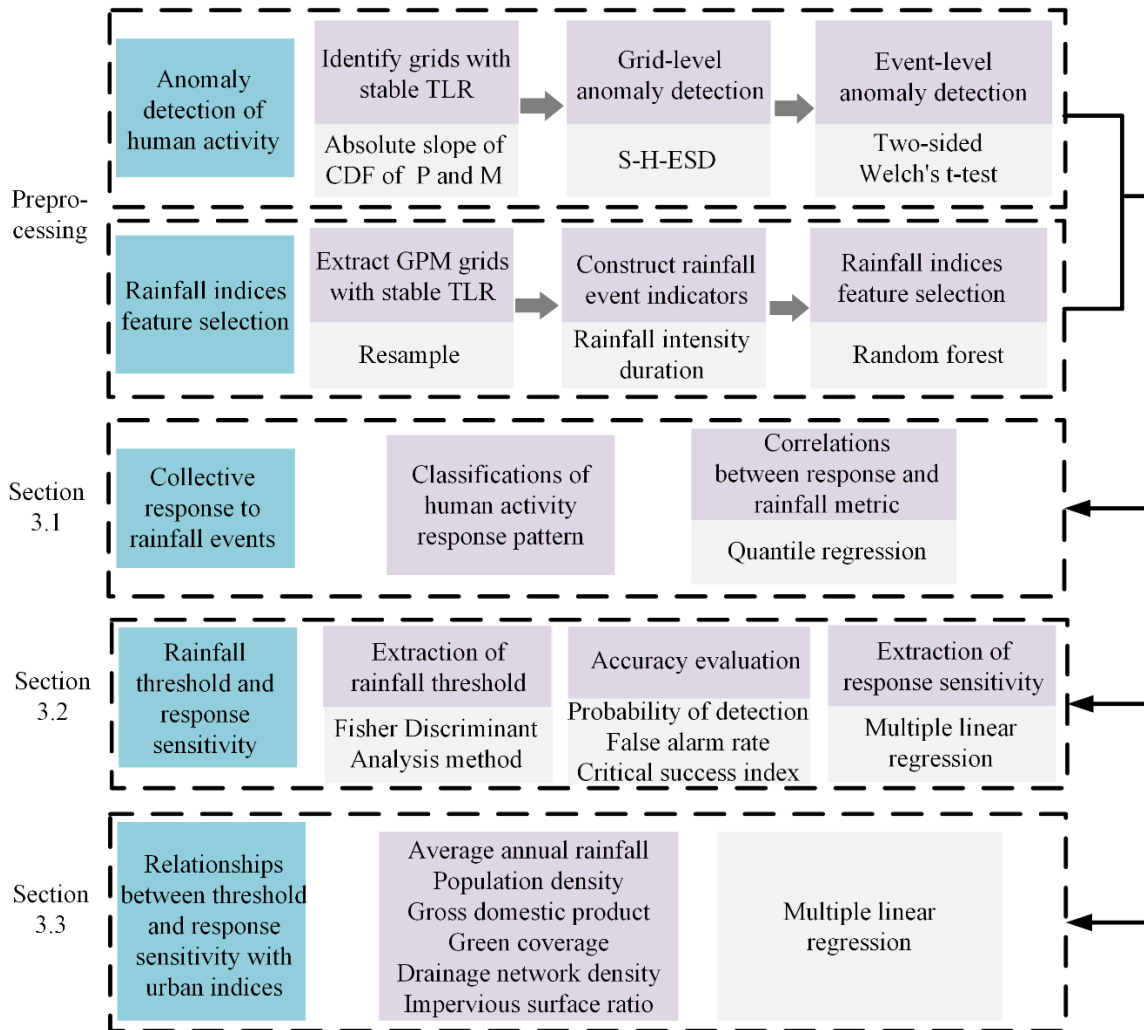 Prepro-
cessing
Anomaly
detection of
human activity
Identify grids with
stable TLR
Absolute slope of
CDF of P and M
Grid-level
anomaly detection
S-H-ESD
Event-level
anomaly detection
Two-sided
Welch's t-test
Rainfall indices
feature selection
Extract GPM grids
with stable TLR
Resample
Construct rainfall
event indicators
Rainfall intensity
duration
Rainfall indices
feature selection
Random forest
Section
3.1
Collective
response to
rainfall events
Classifications of
human activity
response pattern
Correlations
between response and
rainfall metric
Quantile regression
Section
3.2
Rainfall
threshold and
response
sensitivity
Extraction of
rainfall threshold
Fisher Discriminant
Analysis method
Accuracy evaluation
Probability of detection
False alarm rate
Critical success index
Extraction of
response sensitivity
Multiple linear
regression
Section
3.3
Relationships
between threshold
and response
sensitivity with
urban indices
Average annual rainfall
Population density
Gross domestic product
Green coverage
Drainage network density
Impervious surface ratio
Multiple linear
regression